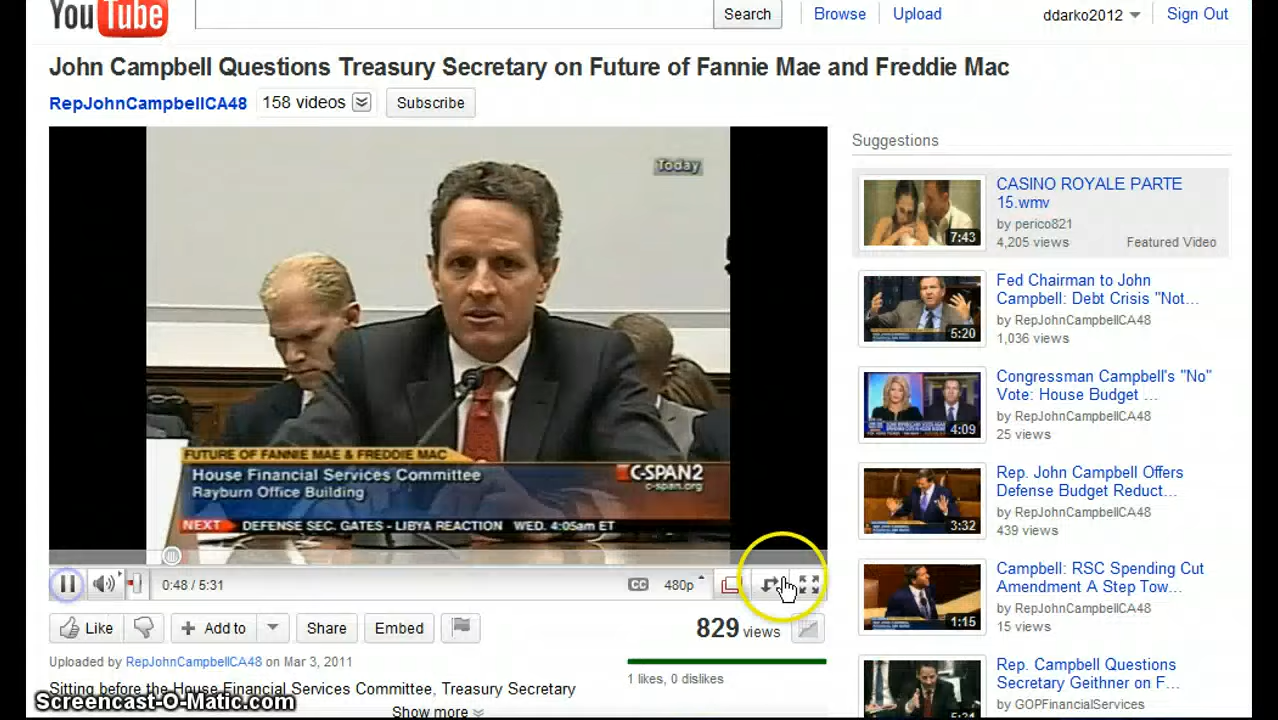 YouTube
Search
Browse
Upload
ddarko2012
Sign Out
John Campbell Questions Treasury Secretary on Future of Fannie Mae and Freddie Mac
RepJohnCampbellCA48
158 videos
Subscribe
Today
FUTURE OF FANNIE MAE & FREDDIE MAC
House Financial Services Committee
Rayburn Office Building
C-SPAN2
c-span.org
NEXT
DEFENSE SEC. GATES - LIBYA REACTION WED. 4:05am ET
0:48 / 5:31
CC
480p
Like
Add to
Share
Embed
829 views
Uploaded by RepJohnCampbellCA48 on Mar 3, 2011
1 likes, 0 dislikes
Sitting before the House Financial Services Committee, Treasury Secretary
Show more
Screencast-O-Matic.com
Suggestions
7:43
CASINO ROYALE PARTE
15.wmv
by perico821
4,205 views
Featured Video
5:20
Fed Chairman to John
Campbell: Debt Crisis "Not...
by RepJohnCampbellCA48
1,036 views
4:09
Congressman Campbell's "No"
Vote: House Budget ...
by RepJohnCampbellCA48
25 views
3:32
Rep. John Campbell Offers
Defense Budget Reduct...
by RepJohnCampbellCA48
439 views
1:15
Campbell: RSC Spending Cut
Amendment A Step Tow...
by RepJohnCampbellCA48
15 views
Rep. Campbell Questions
Secretary Geithner on F...
by GOPFinancialServices